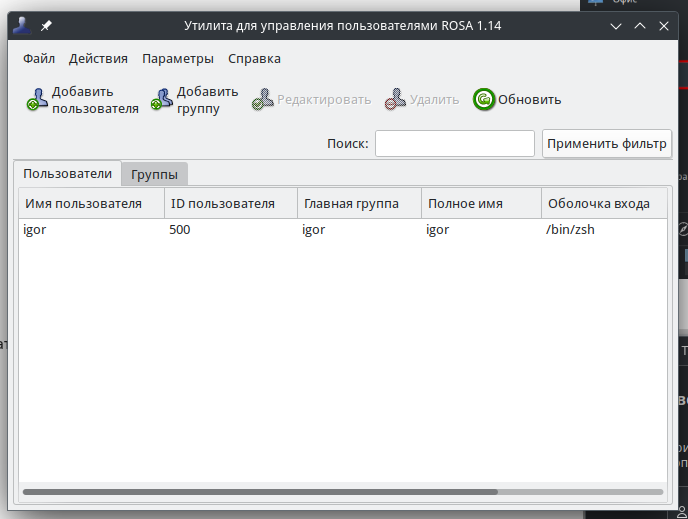 Офис
Утилита для управления пользователями ROSA 1.14
Файл Действия Параметры Справка
Добавить пользователя
Добавить группу
Редактировать
Удалить
Обновить
Поиск:
Применить фильтр
Пользователи Группы
Имя пользователя ID пользователя Главная группа Полное имя Оболочка входа
igor 500 igor igor /bin/zsh